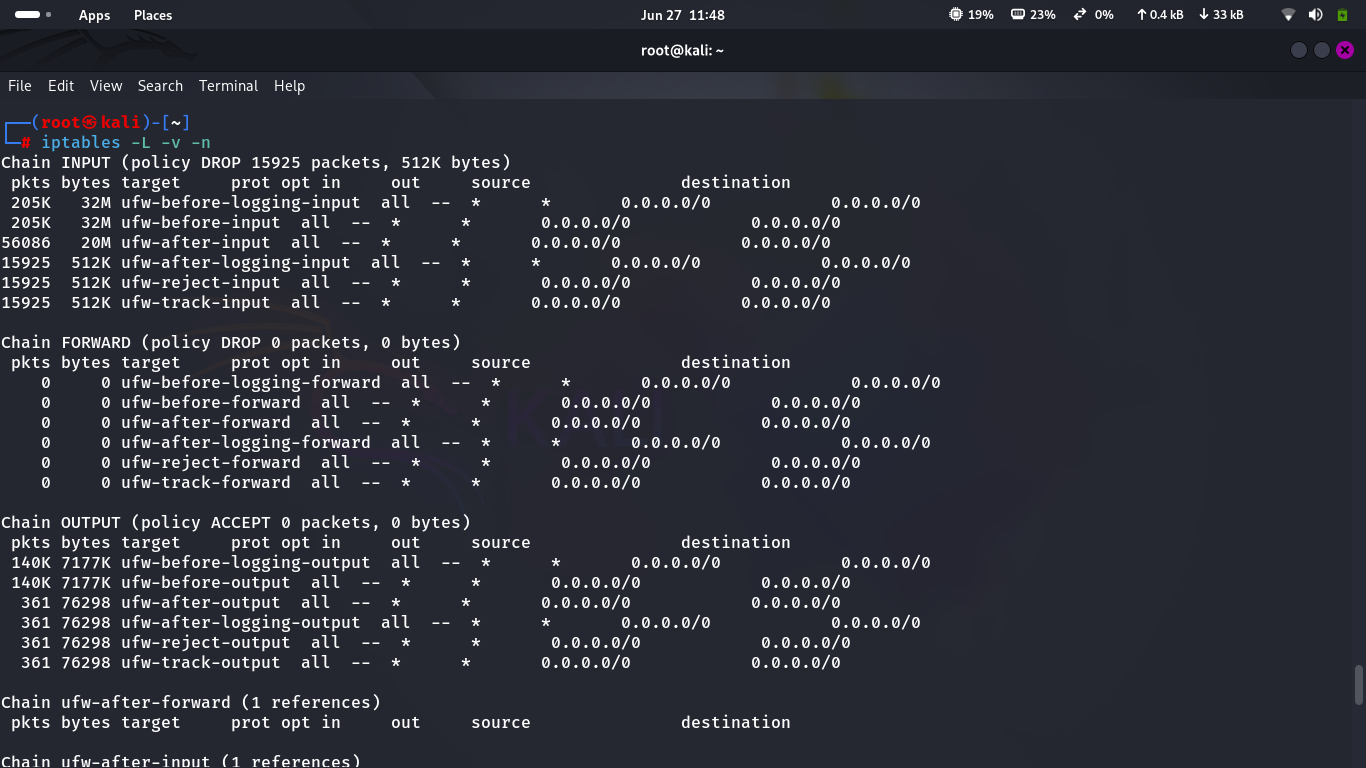 Apps Places Jun 27 11:48 19% 23% 0% 0.4 kB 33 kB
root@kali: ~
File Edit View Search Terminal Help
┌──(root㉿kali)-[~]
└─# iptables -L -v -n
Chain INPUT (policy DROP 15925 packets, 512K bytes)
 pkts bytes target     prot opt in     out     source               destination
 205K   32M ufw-before-logging-input  all  --  *      *       0.0.0.0/0            0.0.0.0/0
 205K   32M ufw-before-input  all  --  *      *       0.0.0.0/0            0.0.0.0/0
56086   20M ufw-after-input  all  --  *      *       0.0.0.0/0            0.0.0.0/0
15925  512K ufw-after-logging-input  all  --  *      *       0.0.0.0/0            0.0.0.0/0
15925  512K ufw-reject-input  all  --  *      *       0.0.0.0/0            0.0.0.0/0
15925  512K ufw-track-input  all  --  *      *       0.0.0.0/0            0.0.0.0/0
Chain FORWARD (policy DROP 0 packets, 0 bytes)
 pkts bytes target     prot opt in     out     source               destination
    0     0 ufw-before-logging-forward  all  --  *      *       0.0.0.0/0            0.0.0.0/0
    0     0 ufw-before-forward  all  --  *      *       0.0.0.0/0            0.0.0.0/0
    0     0 ufw-after-forward  all  --  *      *       0.0.0.0/0            0.0.0.0/0
    0     0 ufw-after-logging-forward  all  --  *      *       0.0.0.0/0            0.0.0.0/0
    0     0 ufw-reject-forward  all  --  *      *       0.0.0.0/0            0.0.0.0/0
    0     0 ufw-track-forward  all  --  *      *       0.0.0.0/0            0.0.0.0/0
Chain OUTPUT (policy ACCEPT 0 packets, 0 bytes)
 pkts bytes target     prot opt in     out     source               destination
 140K 7177K ufw-before-logging-output  all  --  *      *       0.0.0.0/0            0.0.0.0/0
 140K 7177K ufw-before-output  all  --  *      *       0.0.0.0/0            0.0.0.0/0
  361 76298 ufw-after-output  all  --  *      *       0.0.0.0/0            0.0.0.0/0
  361 76298 ufw-after-logging-output  all  --  *      *       0.0.0.0/0            0.0.0.0/0
  361 76298 ufw-reject-output  all  --  *      *       0.0.0.0/0            0.0.0.0/0
  361 76298 ufw-track-output  all  --  *      *       0.0.0.0/0            0.0.0.0/0
Chain ufw-after-forward (1 references)
 pkts bytes target     prot opt in     out     source               destination
Chain ufw-after-input (1 references)